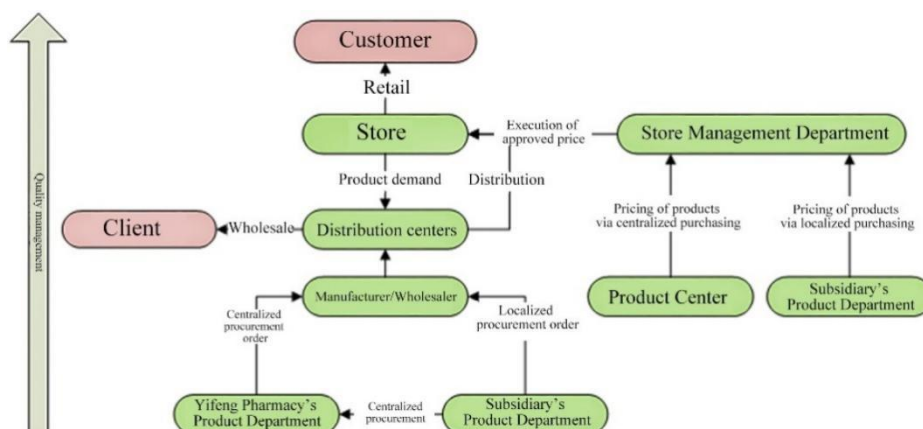 Customer
Retail
Store
Execution of
approved price
Store Management Department
Product demand
Distribution
Quality management
Client
Wholesale
Distribution centers
Pricing of products
via centralized purchasing
Pricing of products
via localized purchasing
Manufacturer/Wholesaler
Product Center
Subsidiary's
Product Department
Centralized
procurement
order
Localized
procurement order
Yifeng Pharmacy's
Product Department
Centralized
procurement
Subsidiary's
Product Department